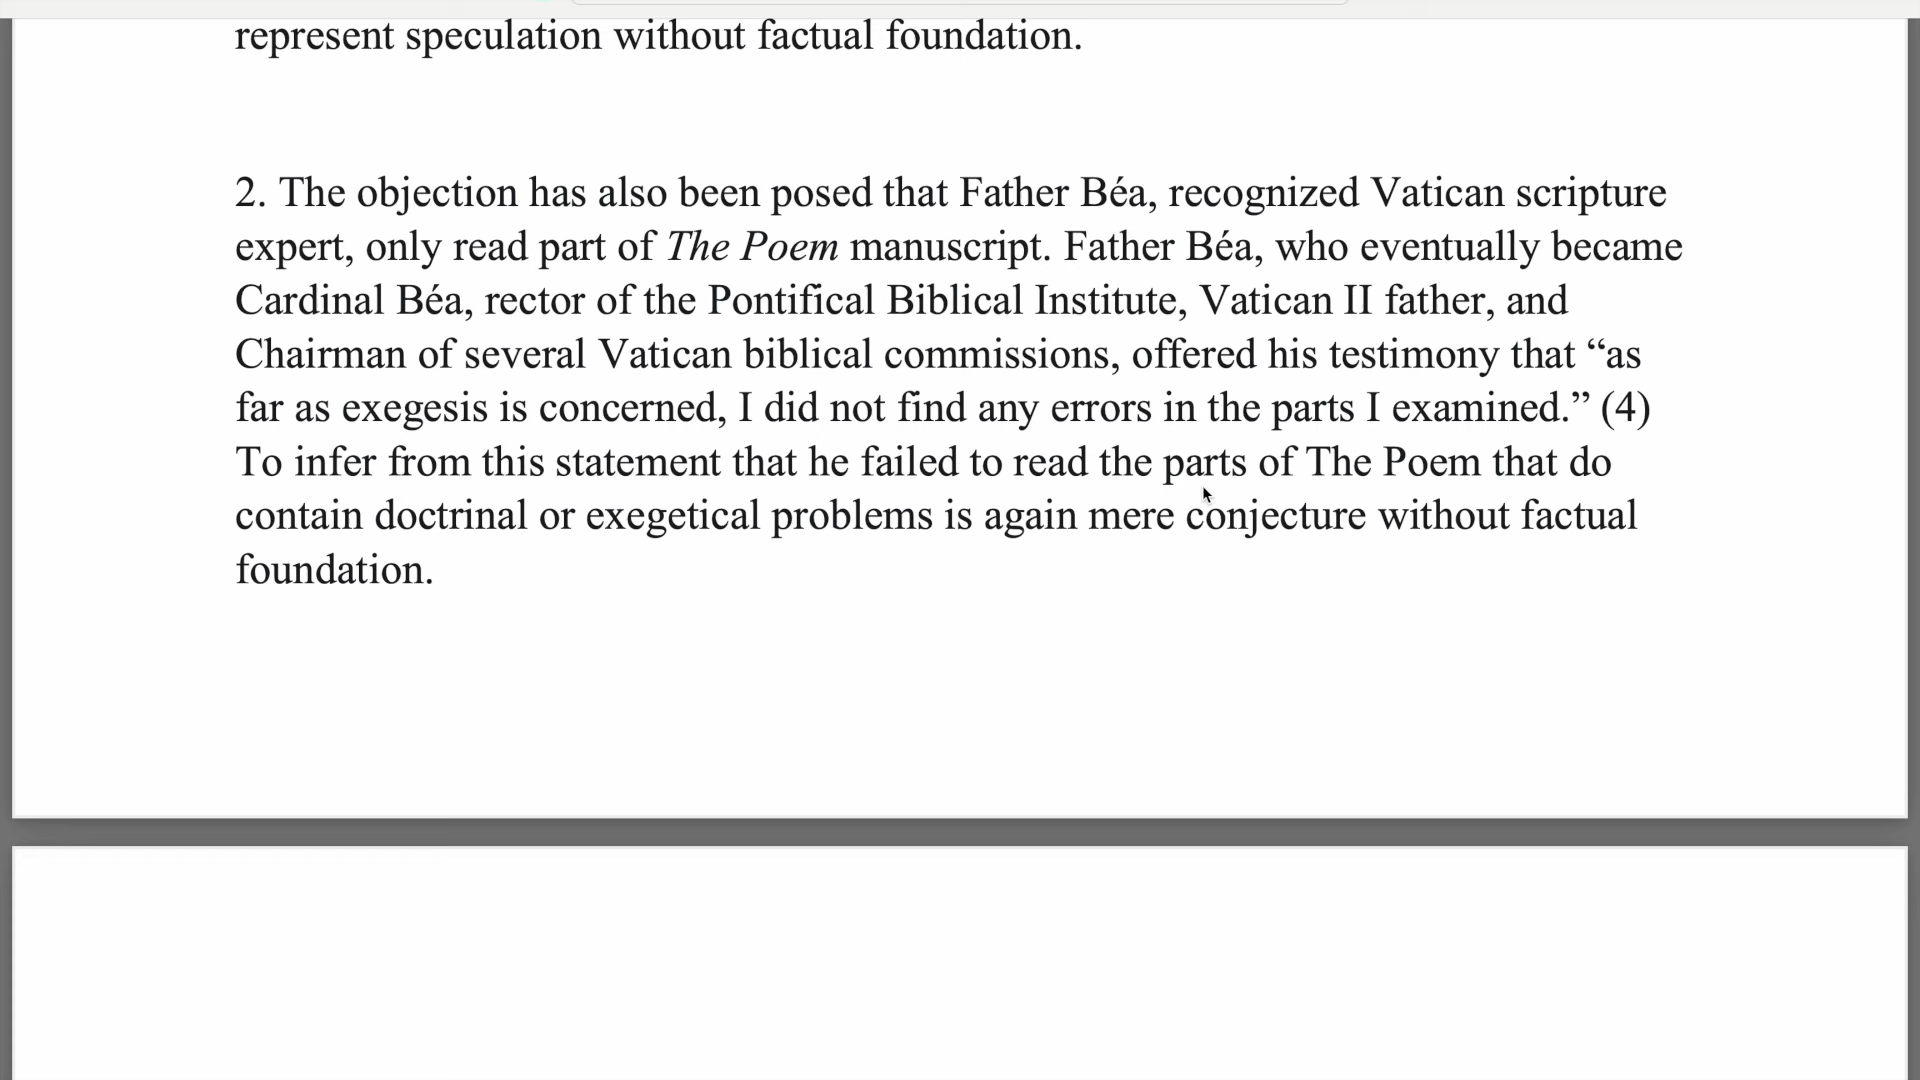 represent speculation without factual foundation.
2. The objection has also been posed that Father Béa, recognized Vatican scripture
expert, only read part of The Poem manuscript. Father Béa, who eventually became
Cardinal Béa, rector of the Pontifical Biblical Institute, Vatican II father, and
Chairman of several Vatican biblical commissions, offered his testimony that “as
far as exegesis is concerned, I did not find any errors in the parts I examined.” (4)
To infer from this statement that he failed to read the parts of The Poem that do
contain doctrinal or exegetical problems is again mere conjecture without factual
foundation.